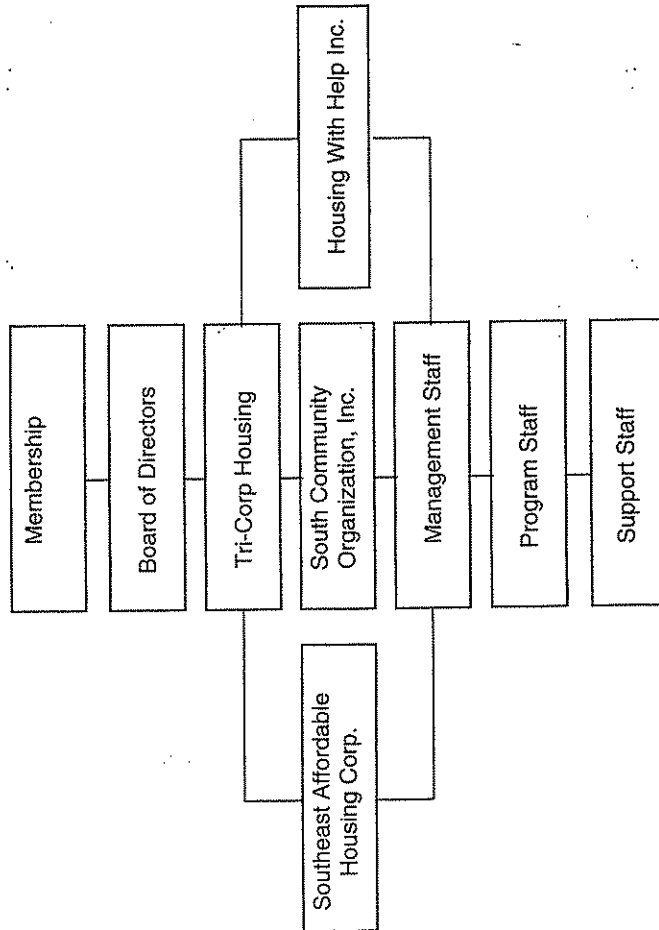 Membership
Board of Directors
Tri-Corp Housing
Southeast Affordable
Housing Corp.
South Community
Organization, Inc.
Housing With Help Inc.
Management Staff
Program Staff
Support Staff